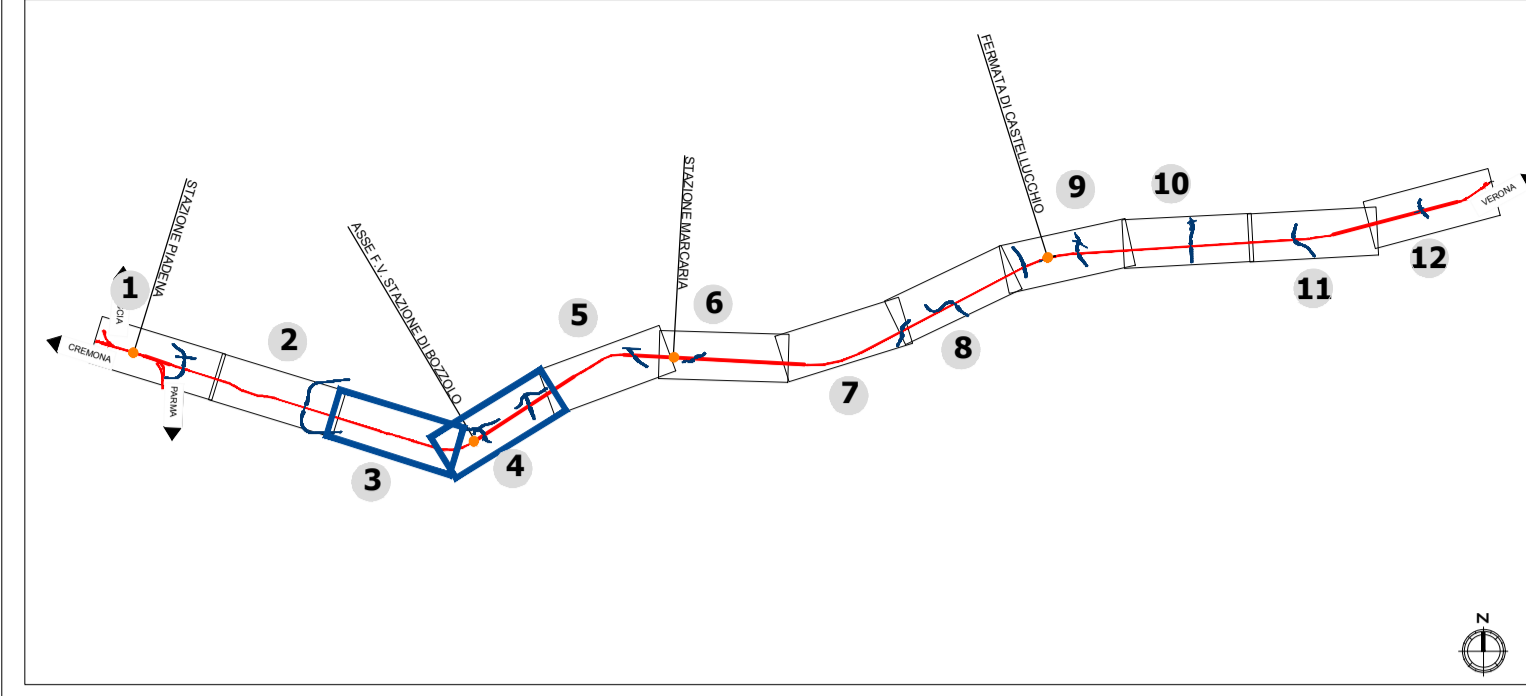 FERMATA DI CASTELLUCCHIO
STAZIONE MARCARIA
STAZIONE PIADENA
ASSE F.V. STAZIONE DI BOZZOLO
1
2
3
4
5
6
7
8
9
10
11
12
CREMONA
PARMA
VERONA
N